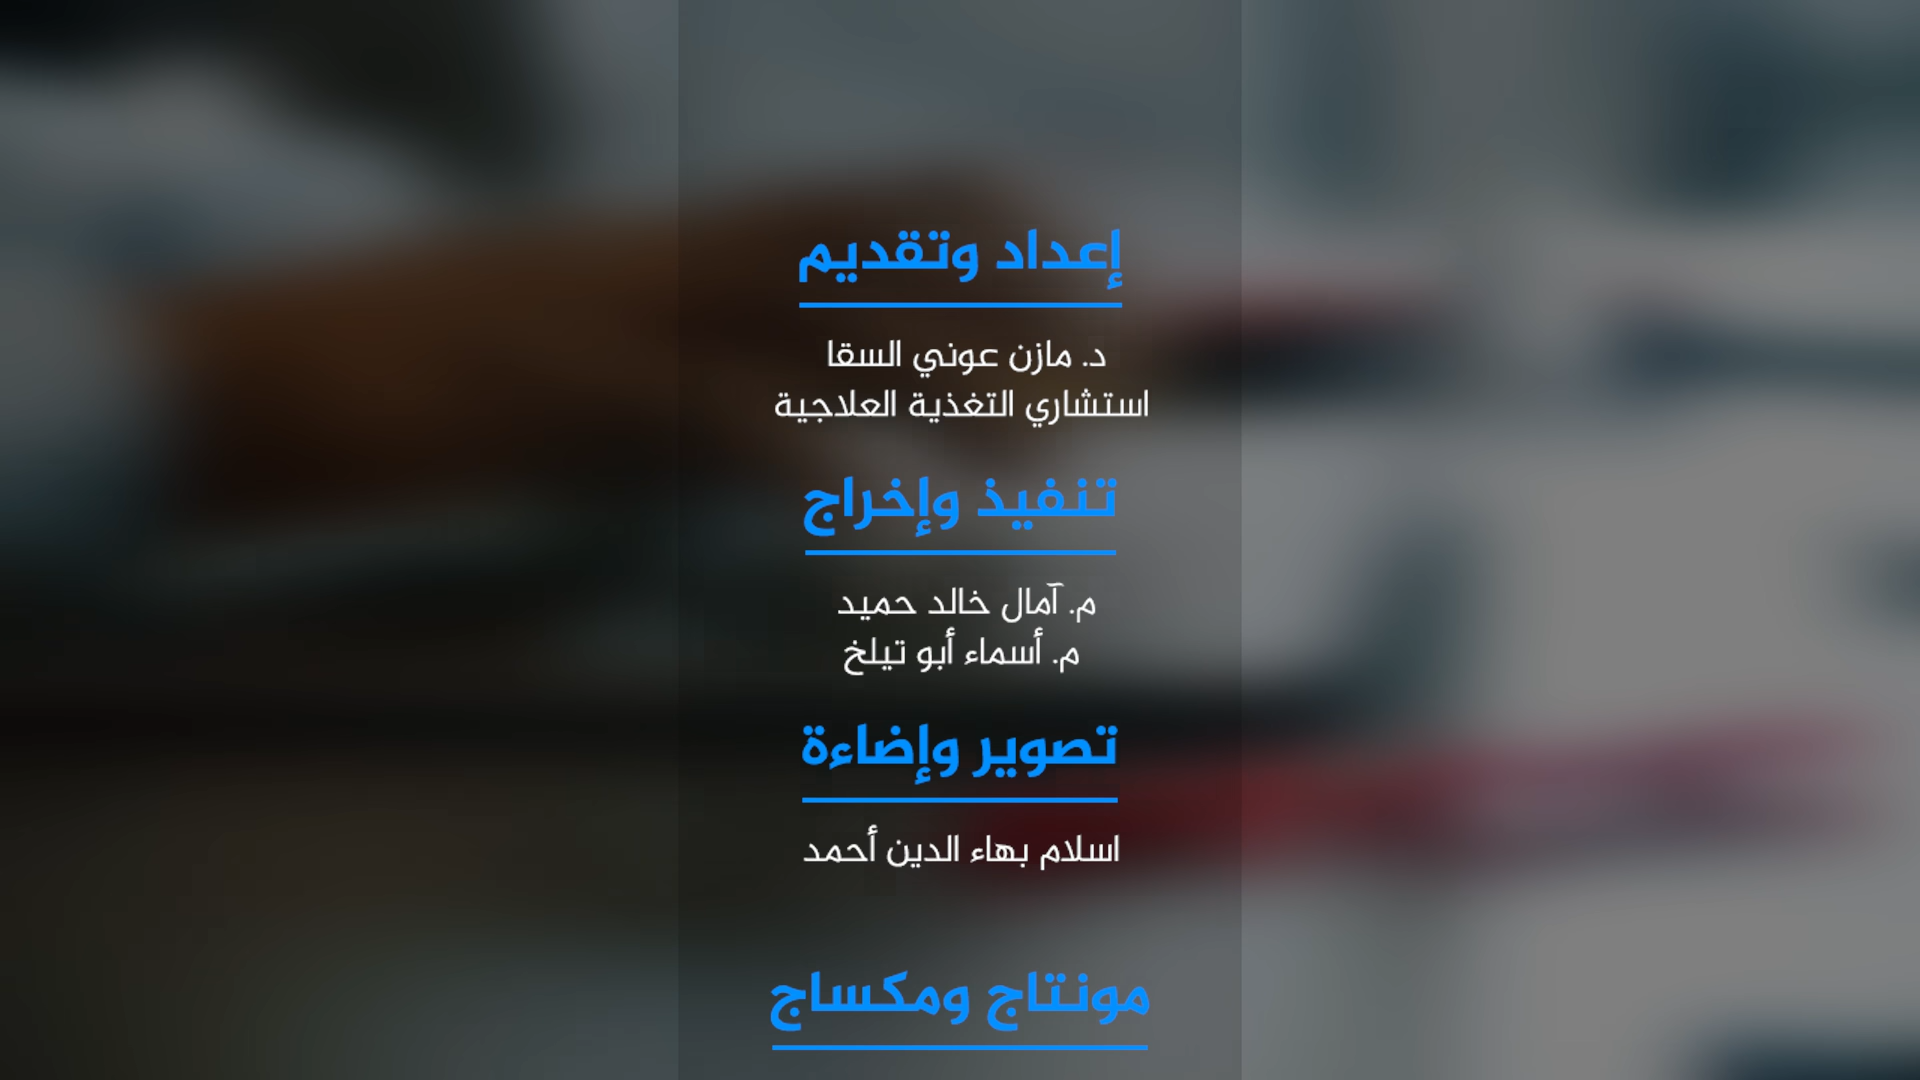 إعداد وتقديم
د. مازن عوني السقا
استشاري التغذية العلاجية
تنفيذ وإخراج
م. آمال خالد حميد
م. أسماء أبو تيلخ
تصوير وإضاءة
اسلام بهاء الدين أحمد
مونتاج ومكساج